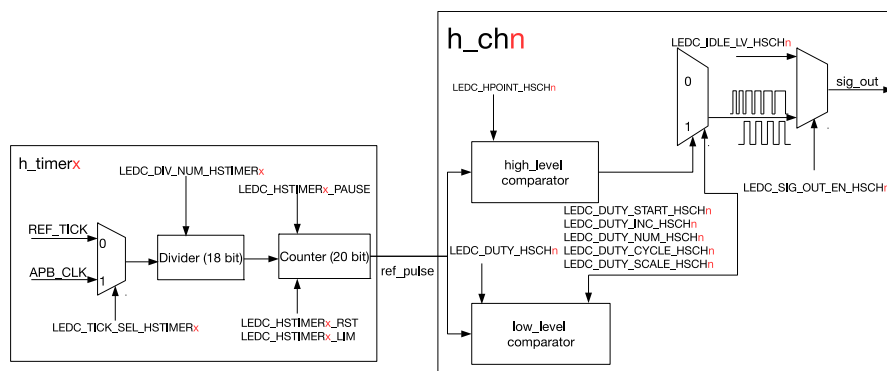 h_timerx
LEDC_DIV_NUM_HSTIMERx
LEDC_HSTIMERx_PAUSE
REF_TICK
0
APB_CLK
1
Divider (18 bit)
Counter (20 bit)
LEDC_TICK_SEL_HSTIMERx
LEDC_HSTIMERx_RST
LEDC_HSTIMERx_LIM
ref_pulse
h_chn
LEDC_HPOINT_HSCHn
high_level
comparator
LEDC_DUTY_HSCHn
LEDC_DUTY_START_HSCHn
LEDC_DUTY_INC_HSCHn
LEDC_DUTY_NUM_HSCHn
LEDC_DUTY_CYCLE_HSCHn
LEDC_DUTY_SCALE_HSCHn
low_level
comparator
0
1
LEDC_IDLE_LV_HSCHn
sig_out
LEDC_SIG_OUT_EN_HSCHn